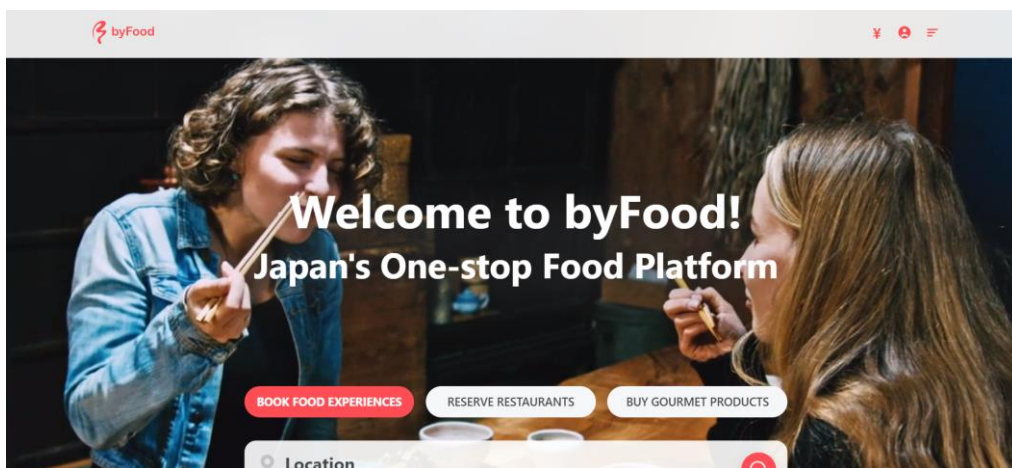 byFood
¥
Welcome to byFood!
Japan's One-stop Food Platform
BOOK FOOD EXPERIENCES RESERVE RESTAURANTS BUY GOURMET PRODUCTS
Location